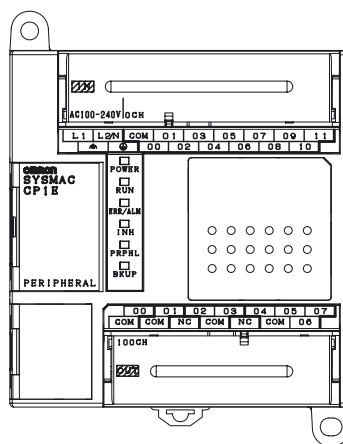 IN
AC100-240V 0CH
L1 L2/N COM 01 03 05 07 09 11
00 02 04 06 08 10
omron
SYSMAC
CP1E
POWER
RUN
ERR/ALM
INH
PRPHL
BKUP
PERIPHERAL
00 01 02 03 04 05 07
COM COM NC COM NC COM 06
100CH
OUT